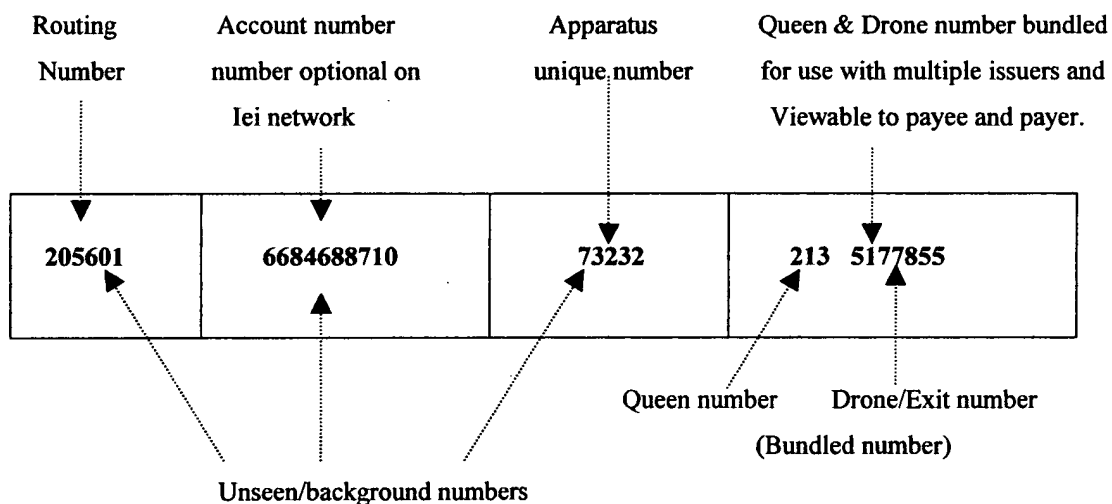 Routing
Number
Account number
number optional on
Iei network
Apparatus
unique number
Queen & Drone number bundled
for use with multiple issuers and
Viewable to payee and payer.
205601
6684688710
73232
213 5177855
Queen number
Drone/Exit number
(Bundled number)
Unseen/background numbers